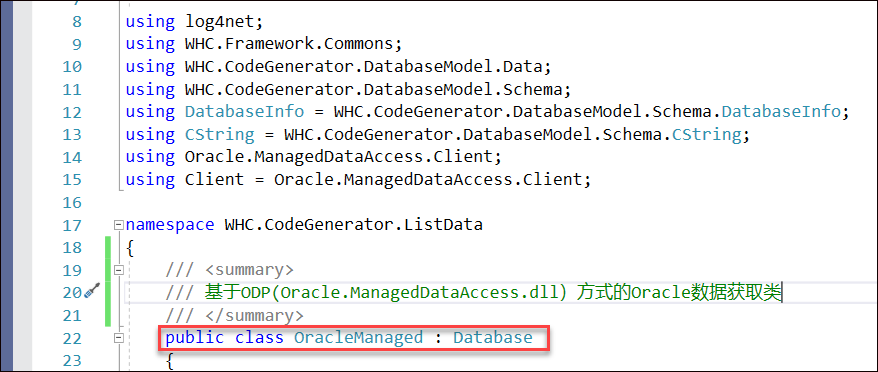 8 using log4net;
9 using WHC.Framework.Commons;
10 using WHC.CodeGenerator.DatabaseModel.Data;
11 using WHC.CodeGenerator.DatabaseModel.Schema;
12 using DatabaseInfo = WHC.CodeGenerator.DatabaseModel.Schema.DatabaseInfo;
13 using CString = WHC.CodeGenerator.DatabaseModel.Schema.CString;
14 using Oracle.ManagedDataAccess.Client;
15 using Client = Oracle.ManagedDataAccess.Client;
16
17 namespace WHC.CodeGenerator.ListData
18 {
19 /// <summary>
20 /// 基于ODP(Oracle.ManagedDataAccess.dll) 方式的Oracle数据获取类
21 /// </summary>
22 public class OracleManaged : Database
23 {